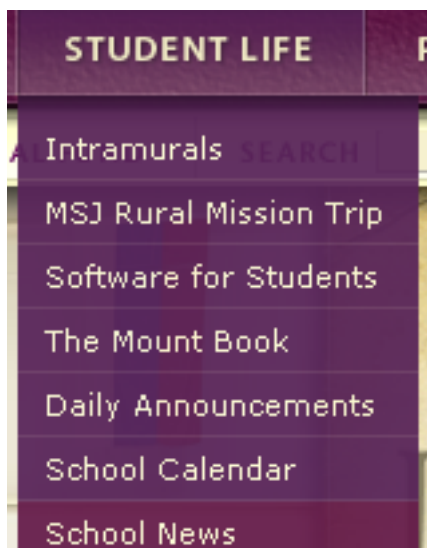 STUDENT LIFE
Intramurals
SEARCH
MSJ Rural Mission Trip
Software for Students
The Mount Book
Daily Announcements
School Calendar
School News